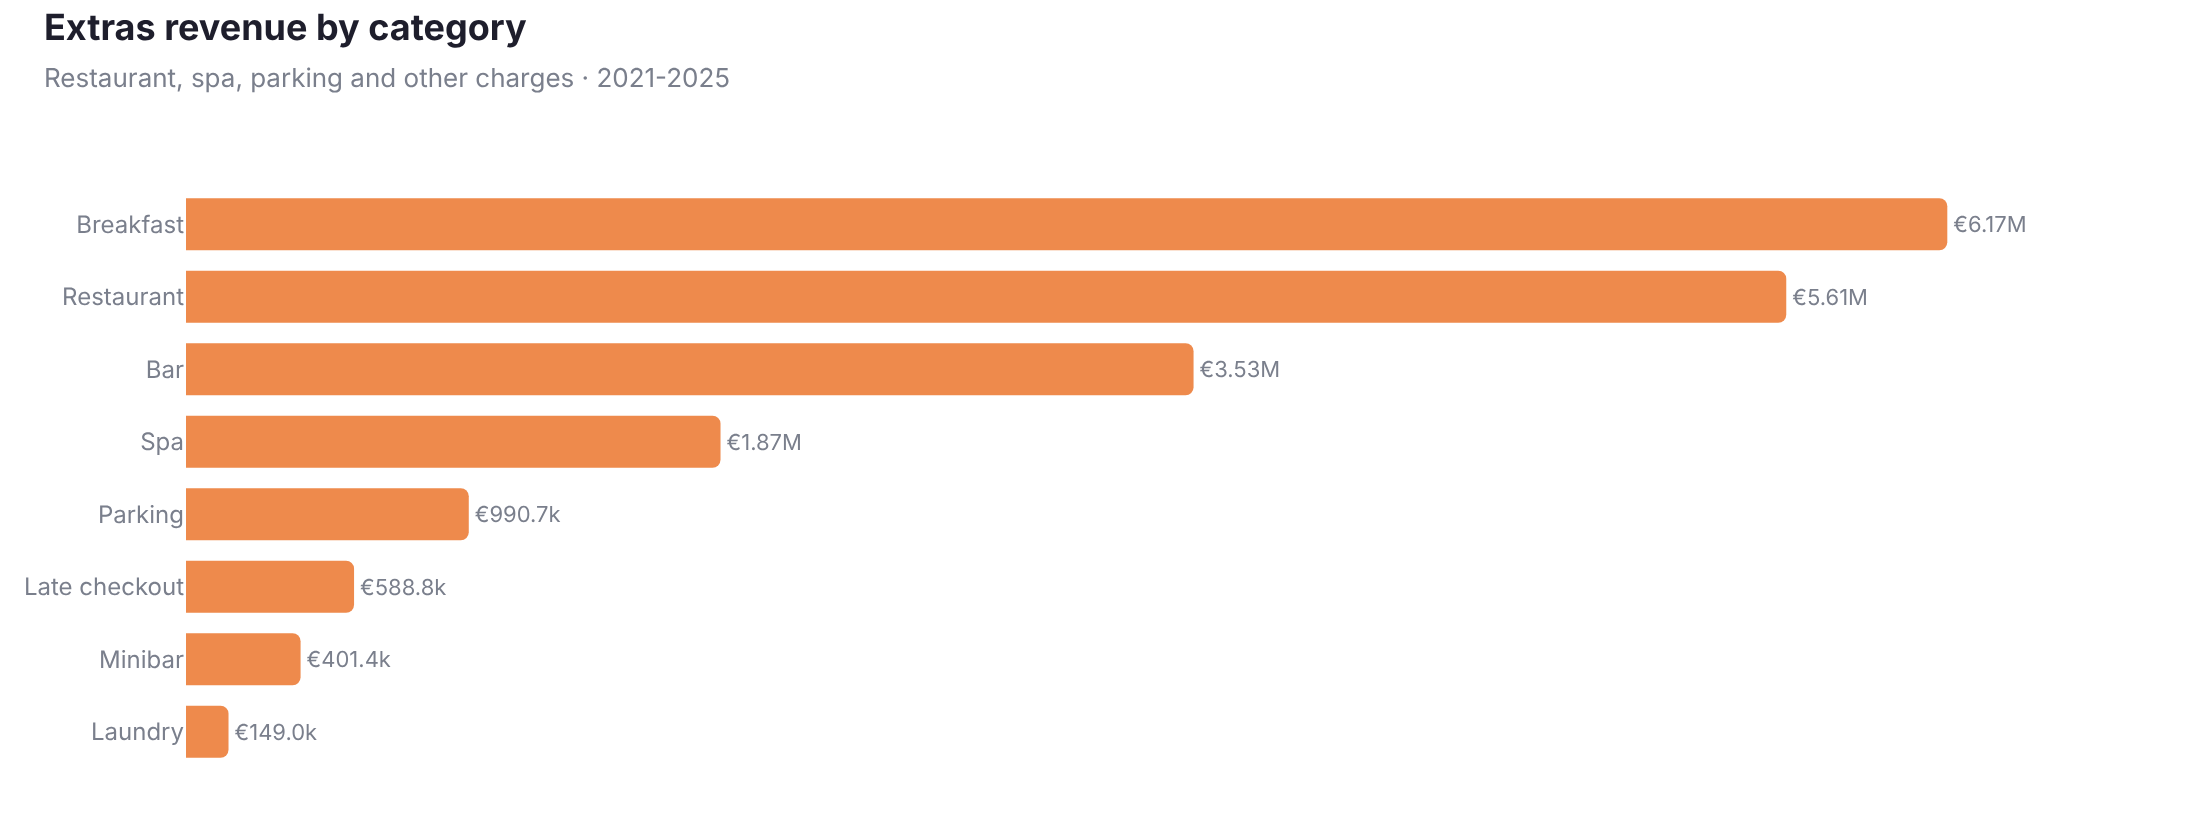 Extras revenue by category
Restaurant, spa, parking and other charges · 2021-2025
Breakfast €6.17M
Restaurant €5.61M
Bar €3.53M
Spa €1.87M
Parking €990.7k
Late checkout €588.8k
Minibar €401.4k
Laundry €149.0k